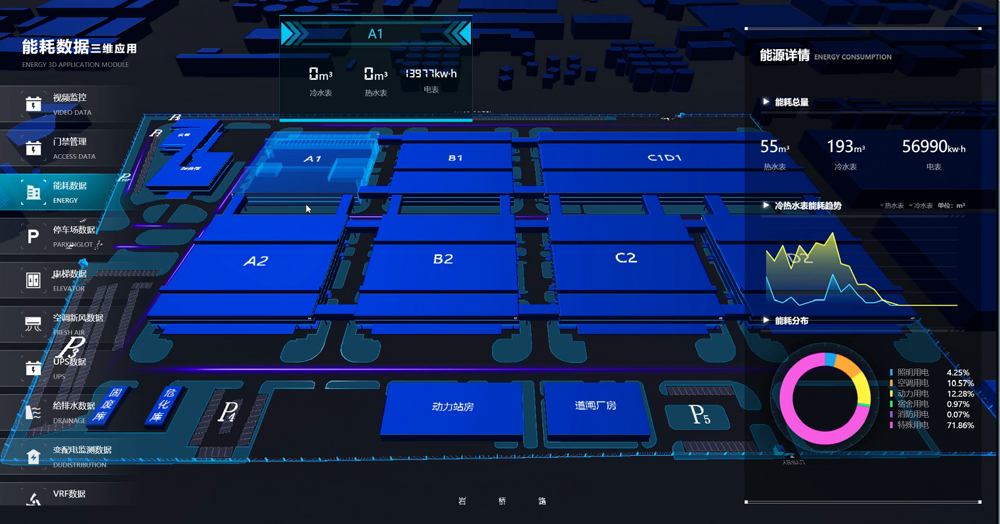 能耗数据三维应用
ENERGY 3D APPLICATION MODULE
视频监控
VIDEO DATA
门禁管理
ACCESS DATA
能耗数据
ENERGY
停车场数据
PARKINGLOT
电梯数据
ELEVATOR
空调新风数据
FRESH AIR
UPS数据
UPS
给排水数据
DRAINAGE
变配电监测数据
DUDISTRIBUTION
VRF数据
A1
0m³ 0m³ 13977kw·h
冷水表 热水表 电表
A1 B1 C1D1
A2 B2 C2 D2
P3
固废库
危化库
P4
动力站房
道闸厂房
P5
岩 桥 路
能源详情 ENERGY CONSUMPTION
能耗总量
55m³ 193m³ 56990kw·h
热水表 冷水表 电表
冷热水表能耗趋势
热水表 冷水表 单位：m³
能耗分布
照明用电 4.25%
空调用电 10.57%
动力用电 12.28%
宿舍用电 0.97%
消防用电 0.07%
特殊用电 71.86%